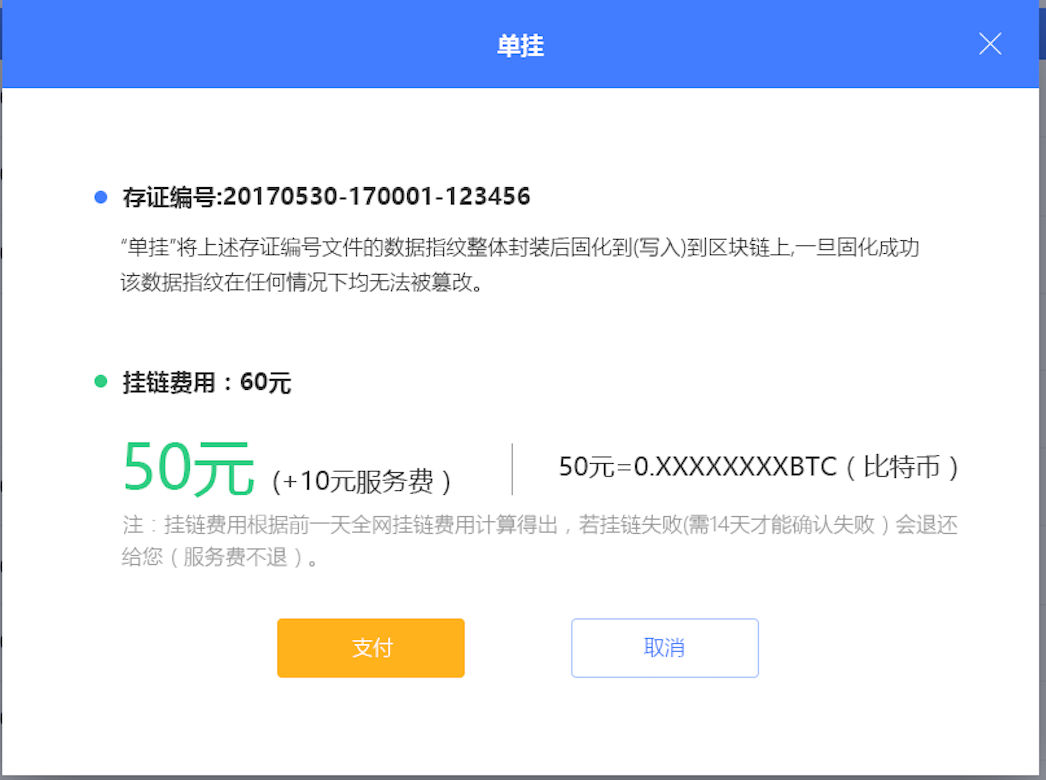 单挂
存证编号:20170530-170001-123456
“单挂”将上述存证编号文件的数据指纹整体封装后固化到(写入)到区块链上,一旦固化成功
该数据指纹在任何情况下均无法被篡改。
挂链费用：60元
50元 (+10元服务费）
50元=0.XXXXXXXXBTC（比特币）
注：挂链费用根据前一天全网挂链费用计算得出，若挂链失败(需14天才能确认失败）会退还
给您（服务费不退）。
支付
取消